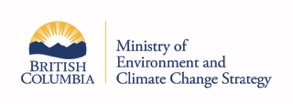 BRITISH
COLUMBIA
Ministry of
Environment and
Climate Change Strategy